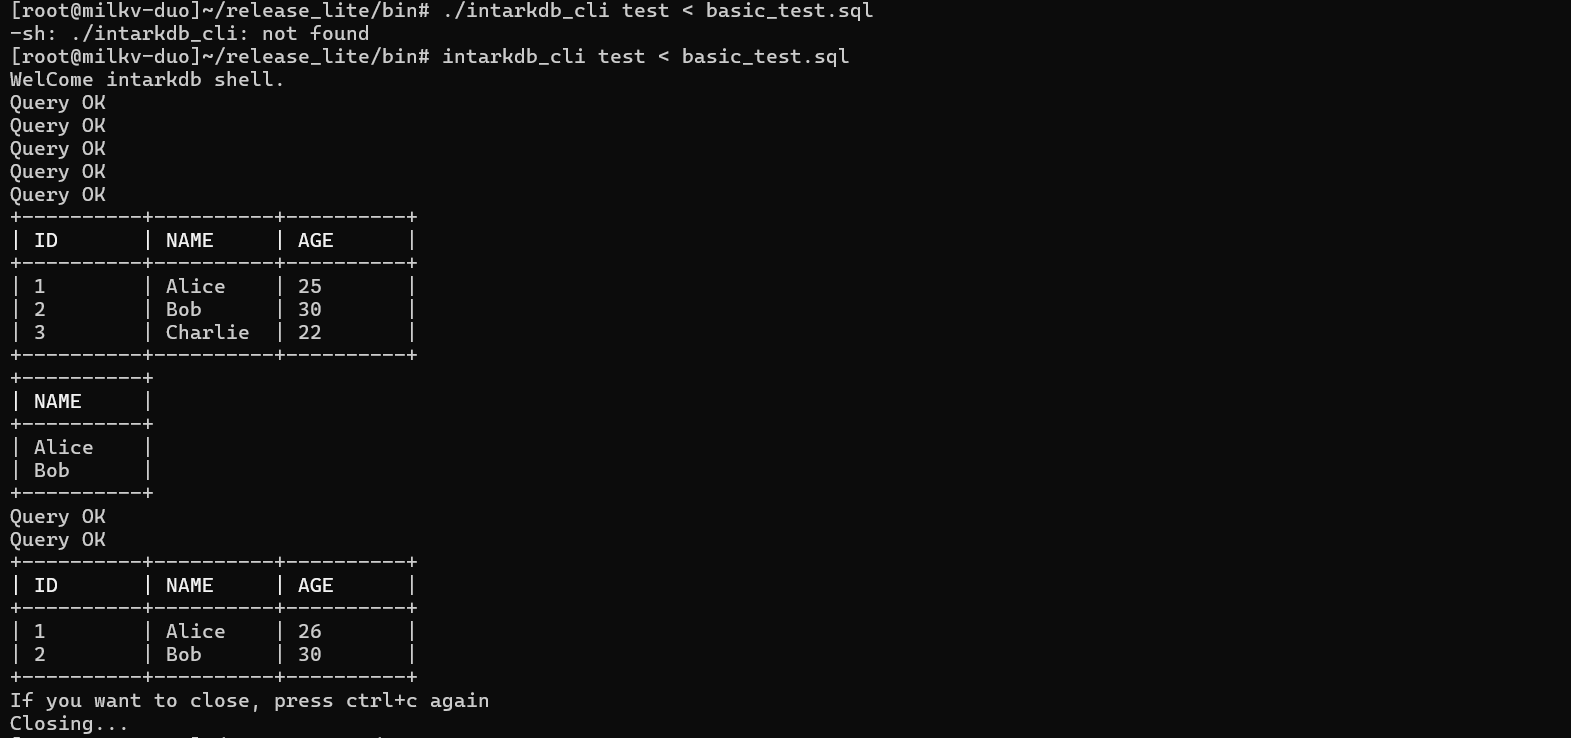 [root@milkv-duo]~/release_lite/bin# ./intarkdb_cli test < basic_test.sql
-sh: ./intarkdb_cli: not found
[root@milkv-duo]~/release_lite/bin# intarkdb_cli test < basic_test.sql
WelCome intarkdb shell.
Query OK
Query OK
Query OK
Query OK
Query OK
+----------+----------+----------+
| ID       | NAME     | AGE      |
+----------+----------+----------+
| 1        | Alice    | 25       |
| 2        | Bob      | 30       |
| 3        | Charlie  | 22       |
+----------+----------+----------+
+----------+
| NAME     |
+----------+
| Alice    |
| Bob      |
+----------+
Query OK
Query OK
+----------+----------+----------+
| ID       | NAME     | AGE      |
+----------+----------+----------+
| 1        | Alice    | 26       |
| 2        | Bob      | 30       |
+----------+----------+----------+
If you want to close, press ctrl+c again
Closing...